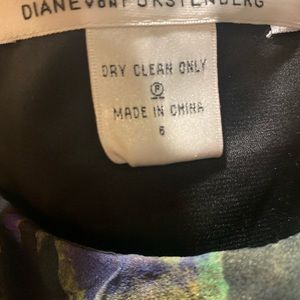 DIANE VON FURSTENBERG
DRY CLEAN ONLY
P
MADE IN CHINA
6